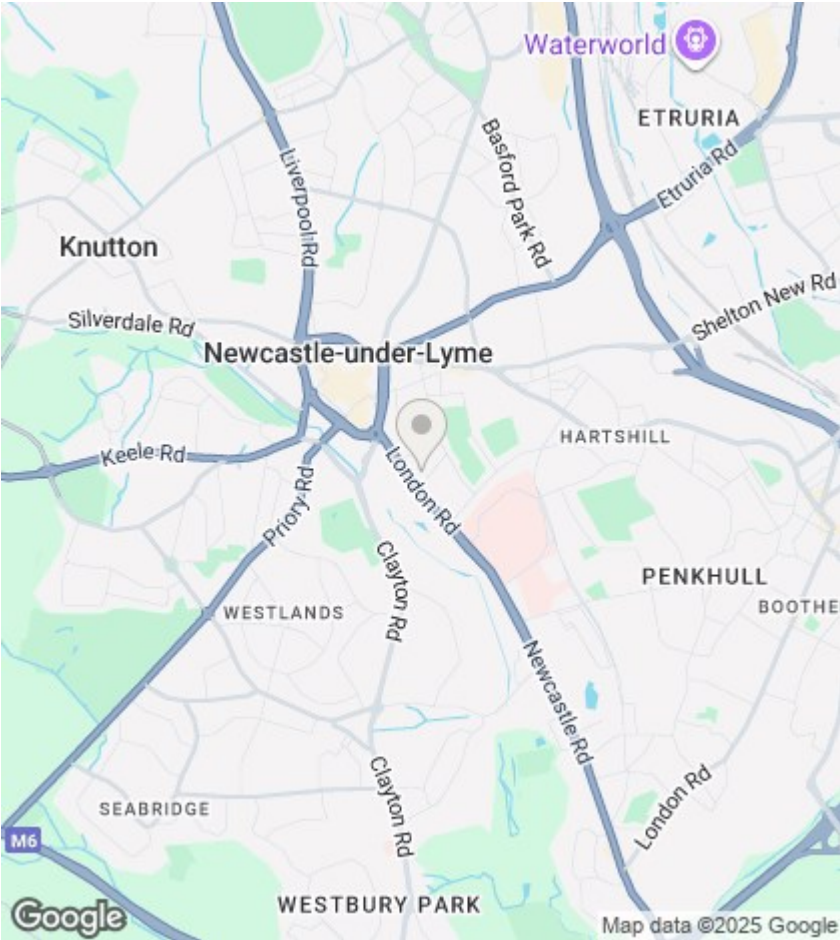 Waterworld
ETRURIA
Basford Park Rd
Etruria Rd
Liverpool Rd
Knutton
Shelton New Rd
Silverdale Rd
Newcastle-under-Lyme
HARTSHILL
Keele Rd
London Rd
Priory Rd
Clayton Rd
PENKHULL
BOOTHE
WESTLANDS
Newcastle Rd
Clayton Rd
London Rd
SEABRIDGE
M6
WESTBURY PARK
Google
Map data ©2025 Google